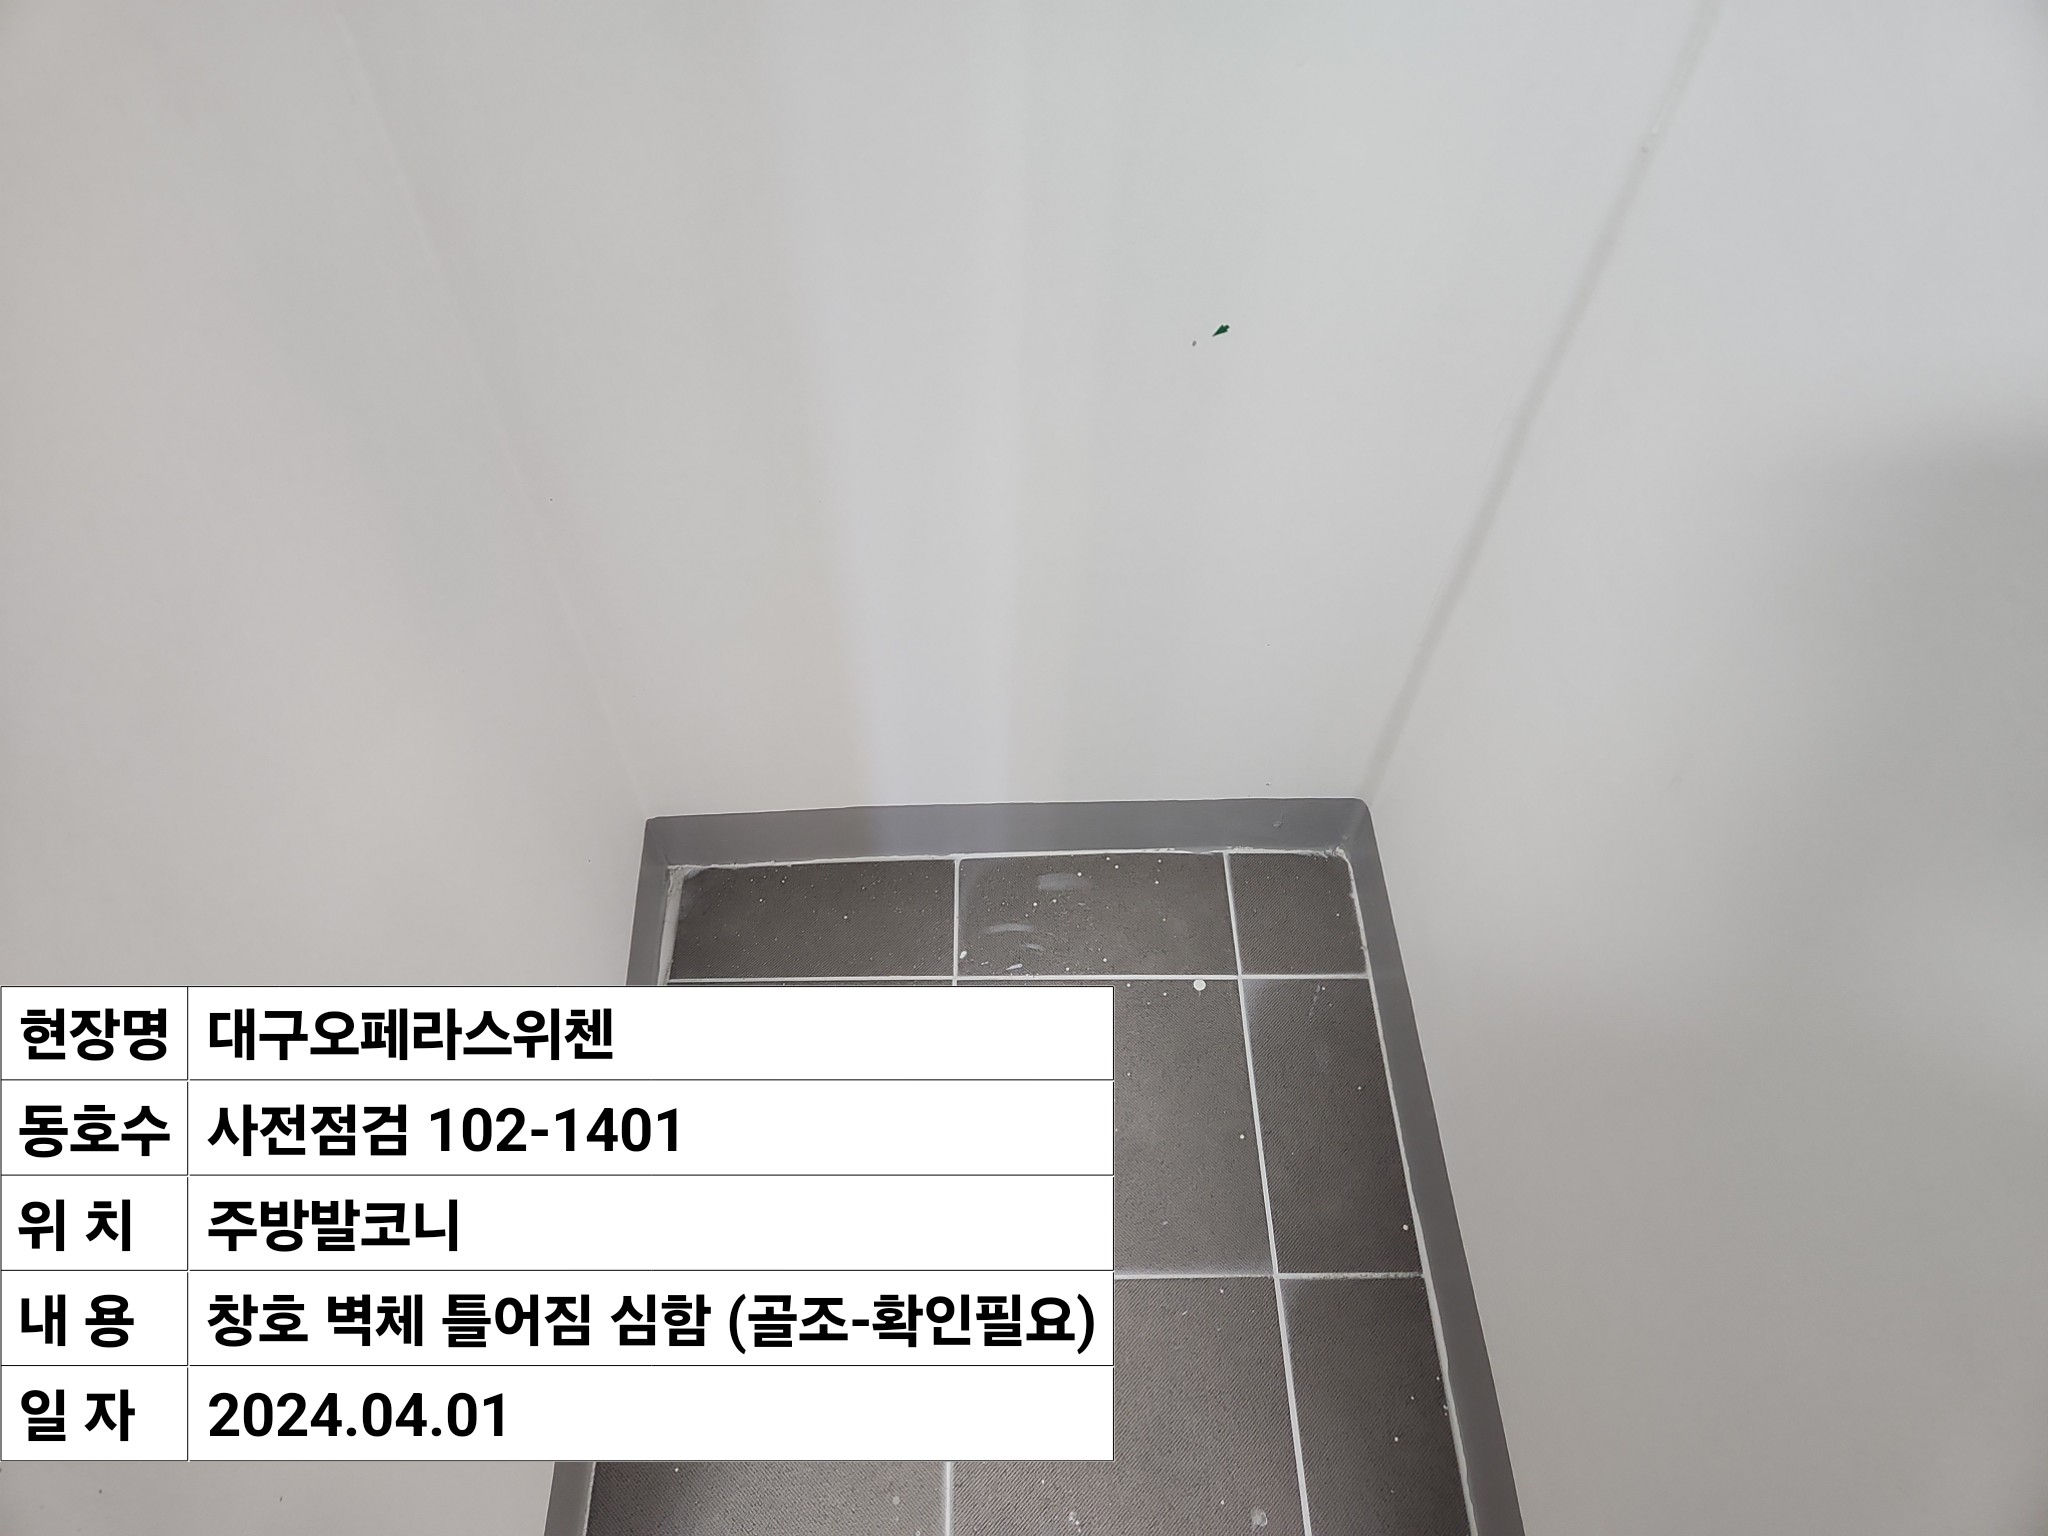 현장명 대구오페라스위첸
동호수 사전점검 102-1401
위 치 주방발코니
내 용 창호 벽체 틀어짐 심함 (골조-확인필요)
일 자 2024.04.01